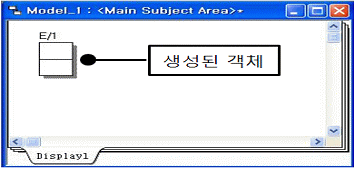 Model_1 : <Main Subject Area>*
E/1
생성된 객체
Display1